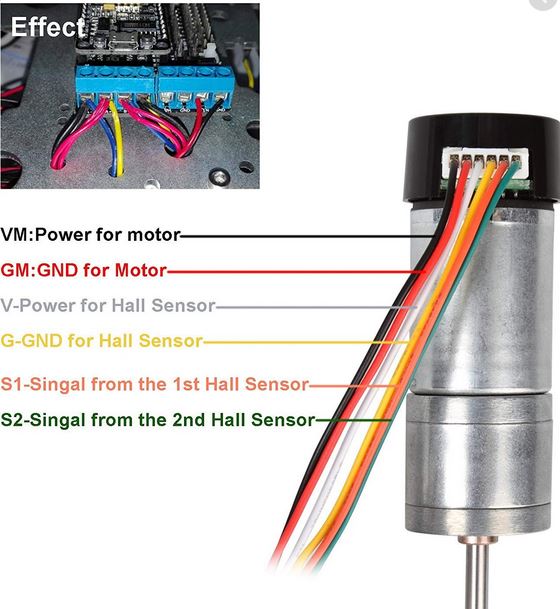 Effect
VM:Power for motor
GM:GND for Motor
V-Power for Hall Sensor
G-GND for Hall Sensor
S1-Singal from the 1st Hall Sensor
S2-Singal from the 2nd Hall Sensor